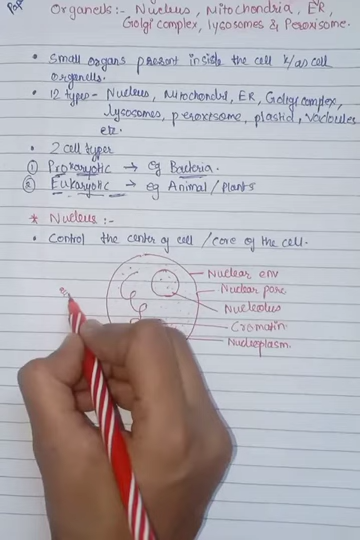 Organells:- Nucleus, Mitochondria, ER,
Golgi complex, lysosomes & Peroxisome.
• Small organs present inside the cell k/as cell
organells.
• 12 types- Nucleus, Mitochondri, ER, Golgi complex,
lysosomes, peroxisome, plastid, vacuoles
etc.
• 2 cell types
① Prokaryotic → eg Bacteria.
② Eukaryotic → eg Animal/Plants
* Nucleus :-
• Control the center of cell / core of the cell.
Nuclear env
Nuclear pore
Nucleolus
Cromatin
Nucleoplasm.